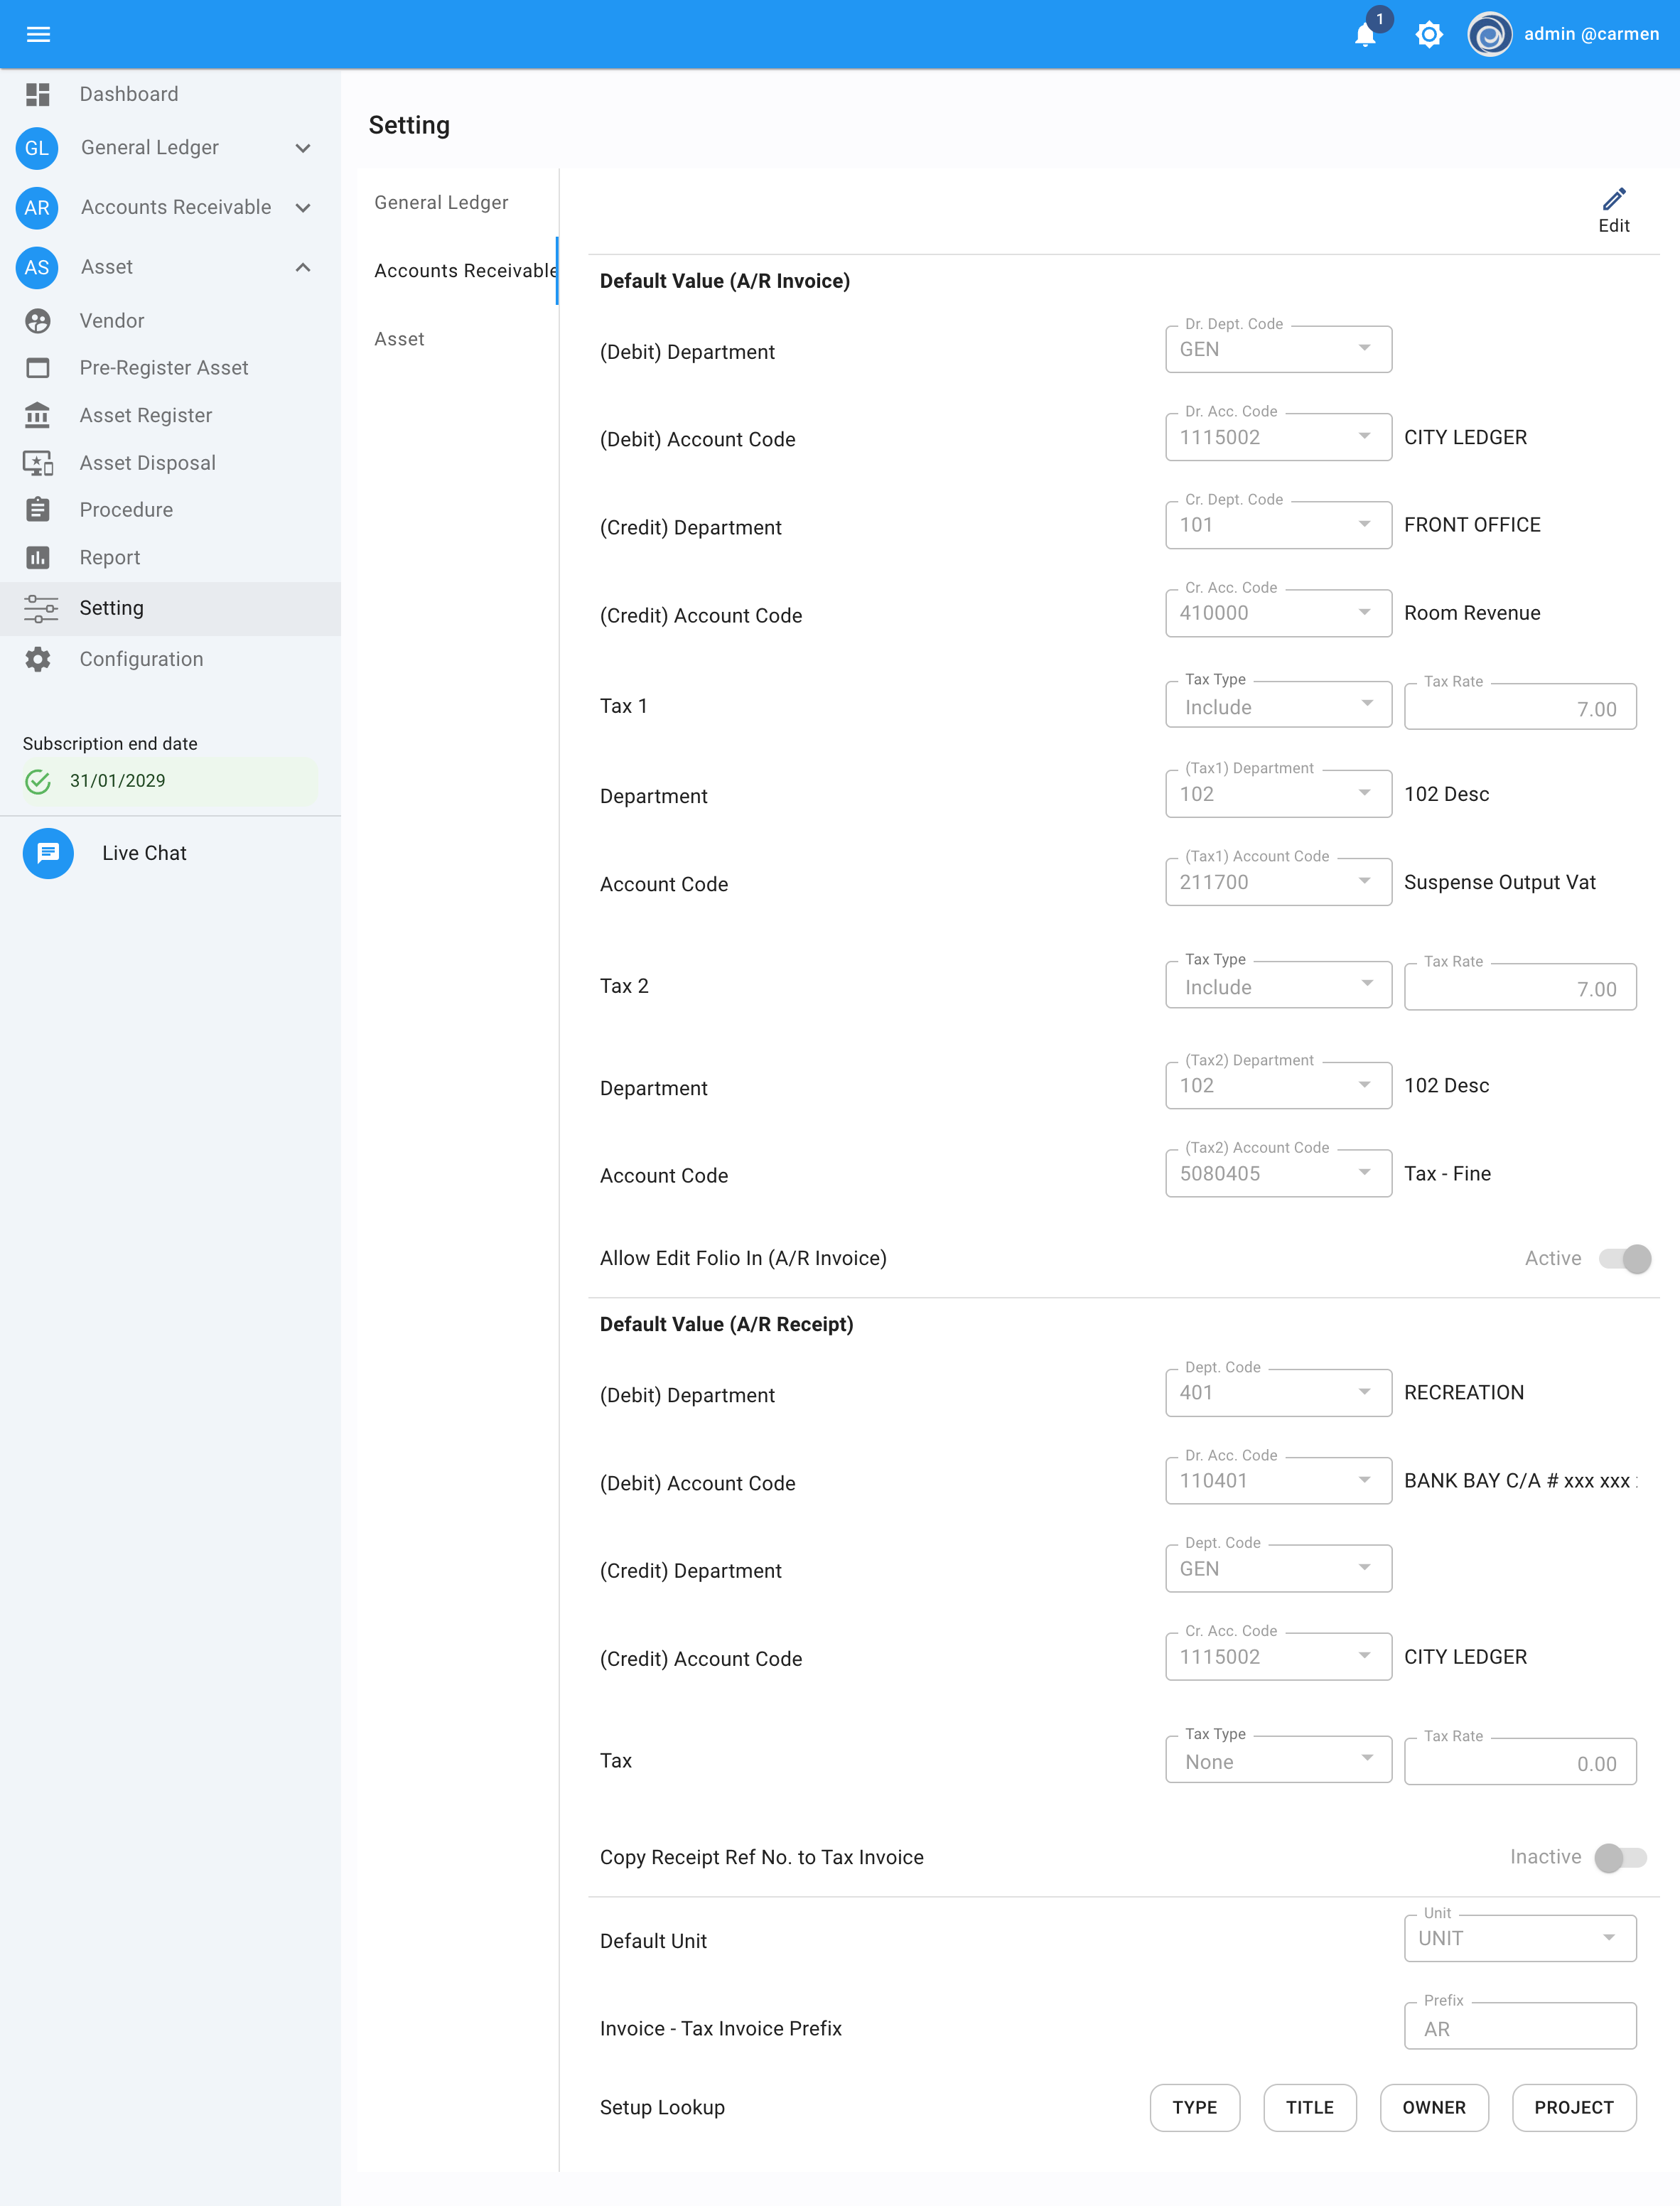 1
admin @carmen
Dashboard
GL General Ledger
AR Accounts Receivable
AS Asset
Vendor
Pre-Register Asset
Asset Register
Asset Disposal
Procedure
Report
Setting
Configuration
Subscription end date
31/01/2029
Live Chat
Setting
General Ledger
Accounts Receivable
Asset
Edit
Default Value (A/R Invoice)
Dr. Dept. Code
(Debit) Department GEN
Dr. Acc. Code
(Debit) Account Code 1115002 CITY LEDGER
Cr. Dept. Code
(Credit) Department 101 FRONT OFFICE
Cr. Acc. Code
(Credit) Account Code 410000 Room Revenue
Tax Type Tax Rate
Tax 1 Include 7.00
(Tax1) Department
Department 102 102 Desc
(Tax1) Account Code
Account Code 211700 Suspense Output Vat
Tax Type Tax Rate
Tax 2 Include 7.00
(Tax2) Department
Department 102 102 Desc
(Tax2) Account Code
Account Code 5080405 Tax - Fine
Allow Edit Folio In (A/R Invoice) Active
Default Value (A/R Receipt)
Dept. Code
(Debit) Department 401 RECREATION
Dr. Acc. Code
(Debit) Account Code 110401 BANK BAY C/A # xxx xxx
Dept. Code
(Credit) Department GEN
Cr. Acc. Code
(Credit) Account Code 1115002 CITY LEDGER
Tax Type Tax Rate
Tax None 0.00
Copy Receipt Ref No. to Tax Invoice Inactive
Unit
Default Unit UNIT
Prefix
Invoice - Tax Invoice Prefix AR
Setup Lookup TYPE TITLE OWNER PROJECT